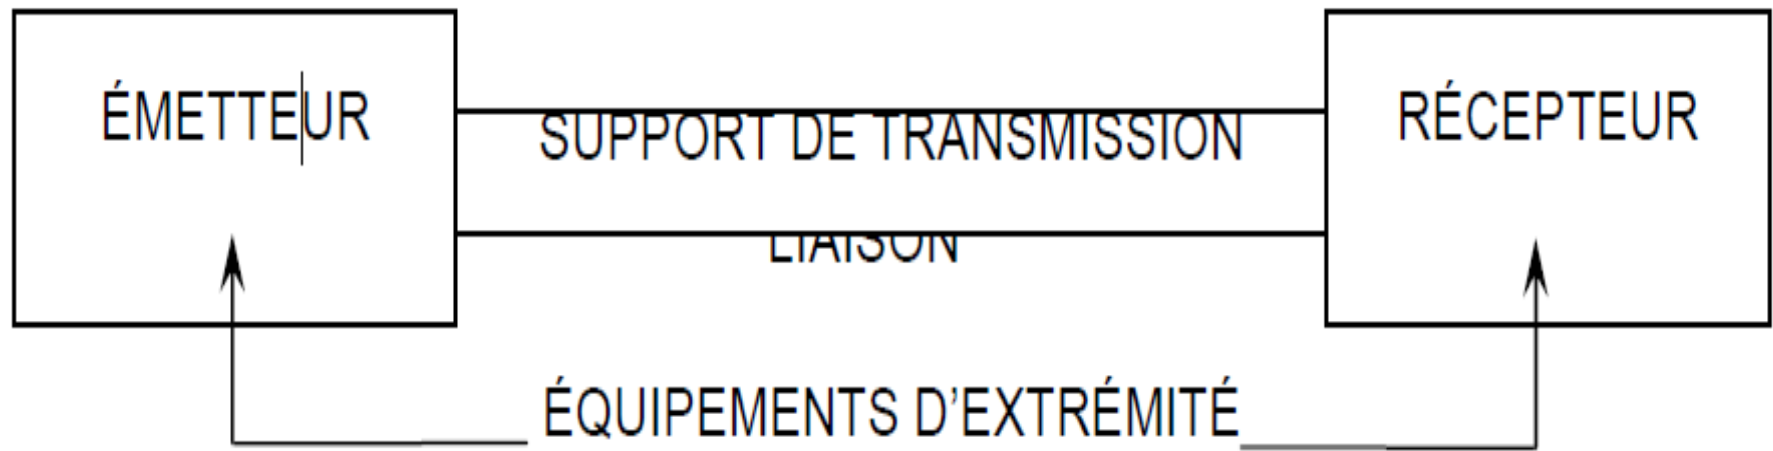 ÉMETTEUR
RÉCEPTEUR
SUPPORT DE TRANSMISSION
LIAISON
ÉQUIPEMENTS D’EXTRÉMITÉ